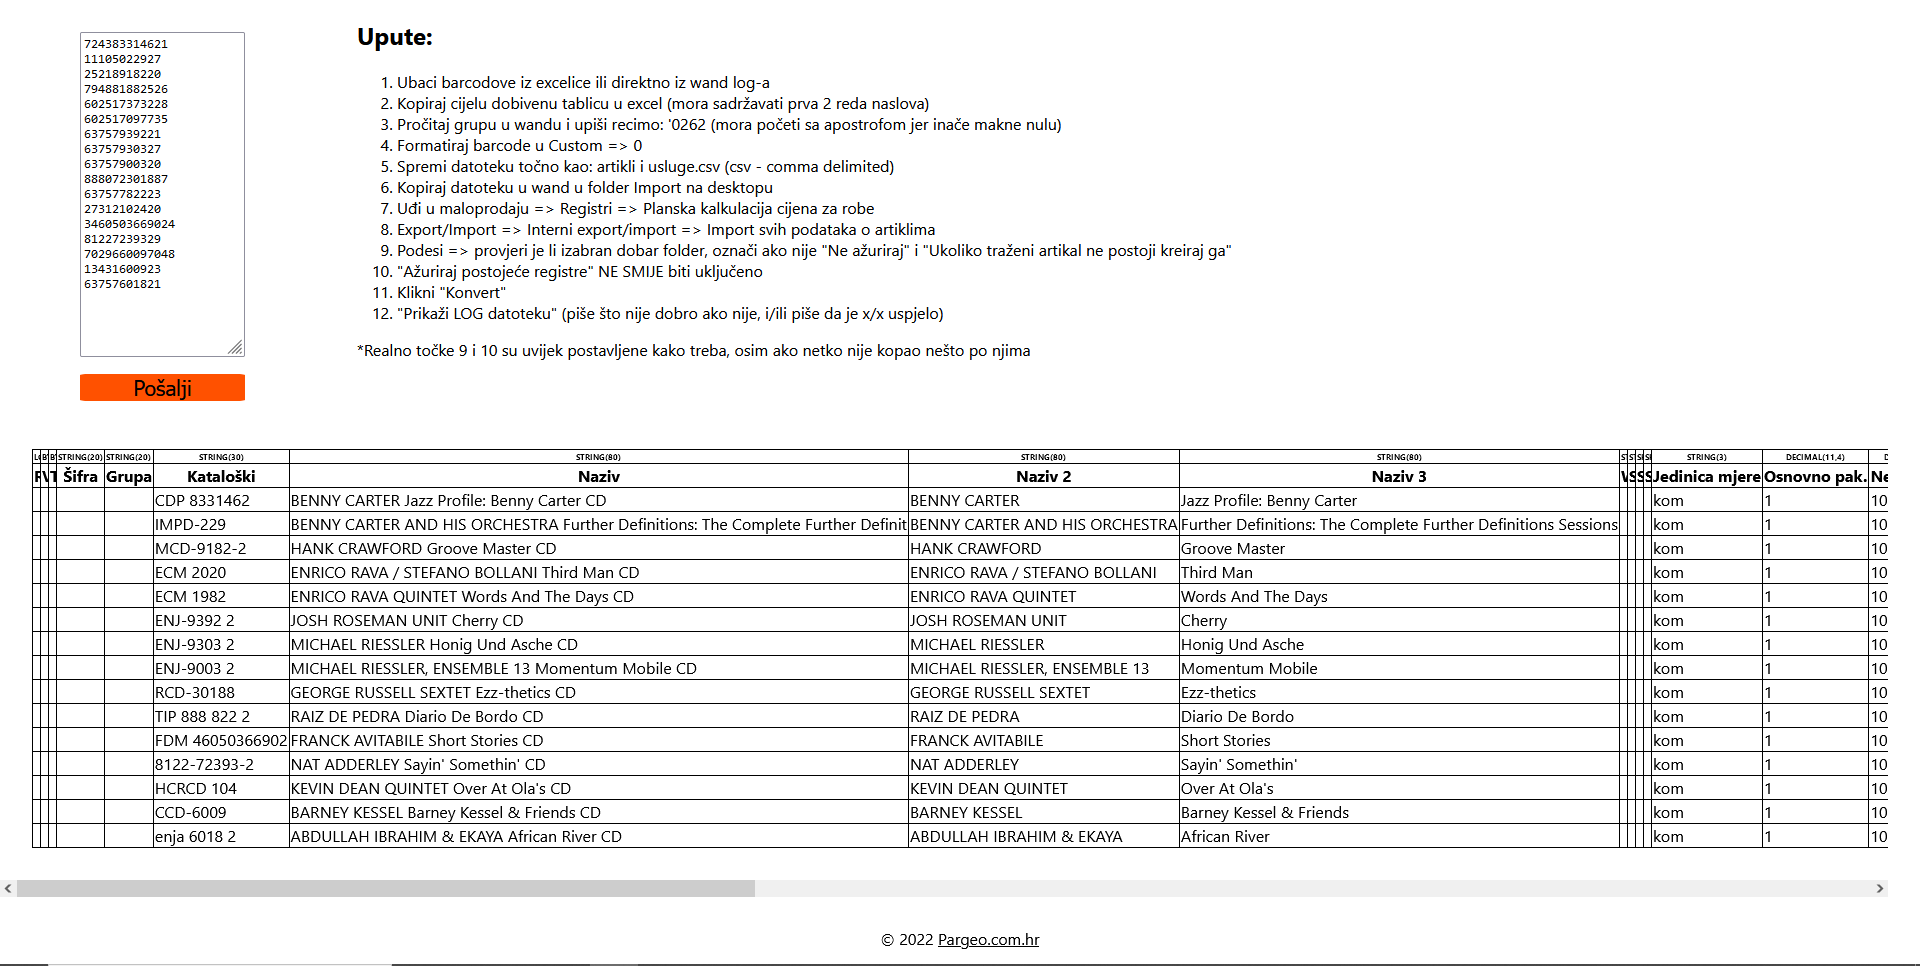 724383314621
11105022927
25218918220
794881882526
602517373228
602517097735
63757939221
63757930327
63757900320
888072301887
63757782223
27312102420
3460503669024
81227239329
7029660097048
13431600923
63757601821
Pošalji
Upute:
1. Ubaci barcodove iz excelice ili direktno iz wand log-a
2. Kopiraj cijelu dobivenu tablicu u excel (mora sadržavati prva 2 reda naslova)
3. Pročitaj grupu u wandu i upiši recimo: '0262 (mora početi sa apostrofom jer inače makne nulu)
4. Formatiraj barcode u Custom => 0
5. Spremi datoteku točno kao: artikli i usluge.csv (csv - comma delimited)
6. Kopiraj datoteku u wand u folder Import na desktopu
7. Uđi u maloprodaju => Registri => Planska kalkulacija cijena za robe
8. Export/Import => Interni export/import => Import svih podataka o artiklima
9. Podesi => provjeri je li izabran dobar folder, označi ako nije "Ne ažuriraj" i "Ukoliko traženi artikal ne postoji kreiraj ga"
10. "Ažuriraj postojeće registre" NE SMIJE biti uključeno
11. Klikni "Konvert"
12. "Prikaži LOG datoteku" (piše što nije dobro ako nije, i/ili piše da je x/x uspjelo)
*Realno točke 9 i 10 su uvijek postavljene kako treba, osim ako netko nije kopao nešto po njima
STRING(20) STRING(20) STRING(30) STRING(80) STRING(80) STRING(80) STRING(3) DECIMAL(11,4)
Šifra Grupa Kataloški Naziv Naziv 2 Naziv 3 Jedinica mjere Osnovno pak. Ne
CDP 8331462 BENNY CARTER Jazz Profile: Benny Carter CD BENNY CARTER Jazz Profile: Benny Carter kom 1 10
IMPD-229 BENNY CARTER AND HIS ORCHESTRA Further Definitions: The Complete Further Definit BENNY CARTER AND HIS ORCHESTRA Further Definitions: The Complete Further Definitions Sessions kom 1 10
MCD-9182-2 HANK CRAWFORD Groove Master CD HANK CRAWFORD Groove Master kom 1 10
ECM 2020 ENRICO RAVA / STEFANO BOLLANI Third Man CD ENRICO RAVA / STEFANO BOLLANI Third Man kom 1 10
ECM 1982 ENRICO RAVA QUINTET Words And The Days CD ENRICO RAVA QUINTET Words And The Days kom 1 10
ENJ-9392 2 JOSH ROSEMAN UNIT Cherry CD JOSH ROSEMAN UNIT Cherry kom 1 10
ENJ-9303 2 MICHAEL RIESSLER Honig Und Asche CD MICHAEL RIESSLER Honig Und Asche kom 1 10
ENJ-9003 2 MICHAEL RIESSLER, ENSEMBLE 13 Momentum Mobile CD MICHAEL RIESSLER, ENSEMBLE 13 Momentum Mobile kom 1 10
RCD-30188 GEORGE RUSSELL SEXTET Ezz-thetics CD GEORGE RUSSELL SEXTET Ezz-thetics kom 1 10
TIP 888 822 2 RAIZ DE PEDRA Diario De Bordo CD RAIZ DE PEDRA Diario De Bordo kom 1 10
FDM 46050366902 FRANCK AVITABILE Short Stories CD FRANCK AVITABILE Short Stories kom 1 10
8122-72393-2 NAT ADDERLEY Sayin' Somethin' CD NAT ADDERLEY Sayin' Somethin' kom 1 10
HCRCD 104 KEVIN DEAN QUINTET Over At Ola's CD KEVIN DEAN QUINTET Over At Ola's kom 1 10
CCD-6009 BARNEY KESSEL Barney Kessel & Friends CD BARNEY KESSEL Barney Kessel & Friends kom 1 10
enja 6018 2 ABDULLAH IBRAHIM & EKAYA African River CD ABDULLAH IBRAHIM & EKAYA African River kom 1 10
© 2022 Pargeo.com.hr